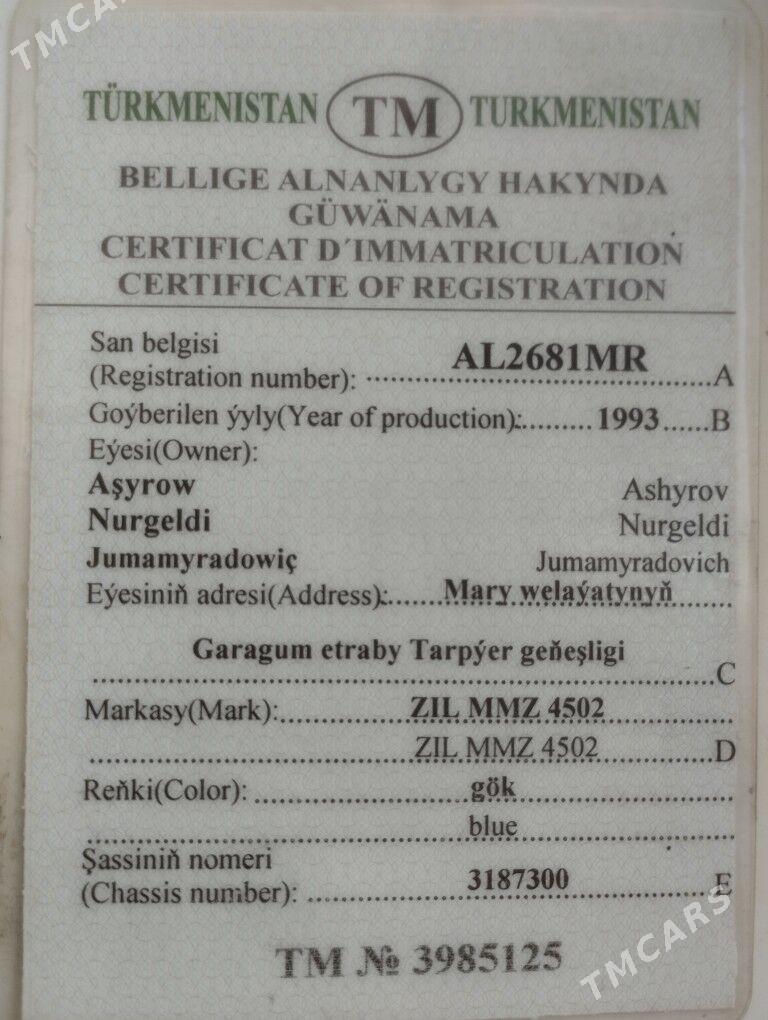 TMCARS
TÜRKMENISTAN TM TURKMENISTAN
BELLIGE ALNANLYGY HAKYNDA
GÜWÄNAMA
CERTIFICAT D´IMMATRICULATION
CERTIFICATE OF REGISTRATION
San belgisi
(Registration number): AL2681MR A
Goýberilen ýyly(Year of production): 1993 B
Eýesi(Owner):
Aşyrow Ashyrov
Nurgeldi Nurgeldi
Jumamyradowiç Jumamyradovich
Eýesiniň adresi(Address): Mary welaýatynyň
Garagum etraby Tarpýer geňeşligi
C
Markasy(Mark): ZIL MMZ 4502
ZIL MMZ 4502 D
Reňki(Color): gök
blue
Şassiniň nomeri
(Chassis number): 3187300 E
TM № 3985125
TMCARS